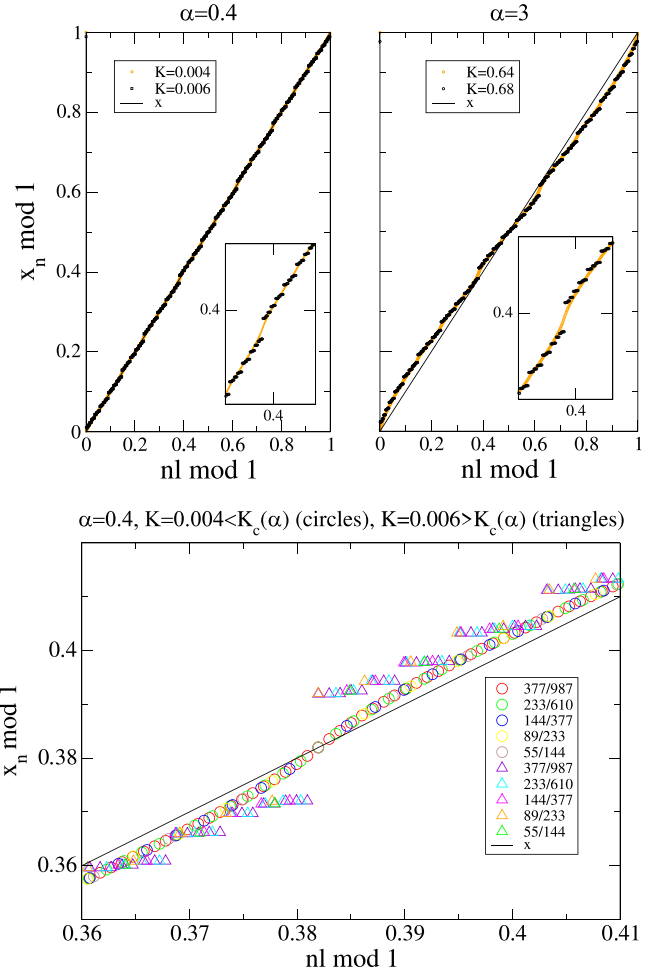 α=0.4
α=3
K=0.004
K=0.006
x
K=0.64
K=0.68
x
1
0.8
0.6
0.4
0.2
0
x_n mod 1
0.4
0.4
0.4
0.4
0 0.2 0.4 0.6 0.8 1
0 0.2 0.4 0.6 0.8 1
nl mod 1
nl mod 1
α=0.4, K=0.004<K_c(α) (circles), K=0.006>K_c(α) (triangles)
x_n mod 1
0.4
0.38
0.36
377/987
233/610
144/377
89/233
55/144
377/987
233/610
144/377
89/233
55/144
x
0.36 0.37 0.38 0.39 0.4 0.41
nl mod 1